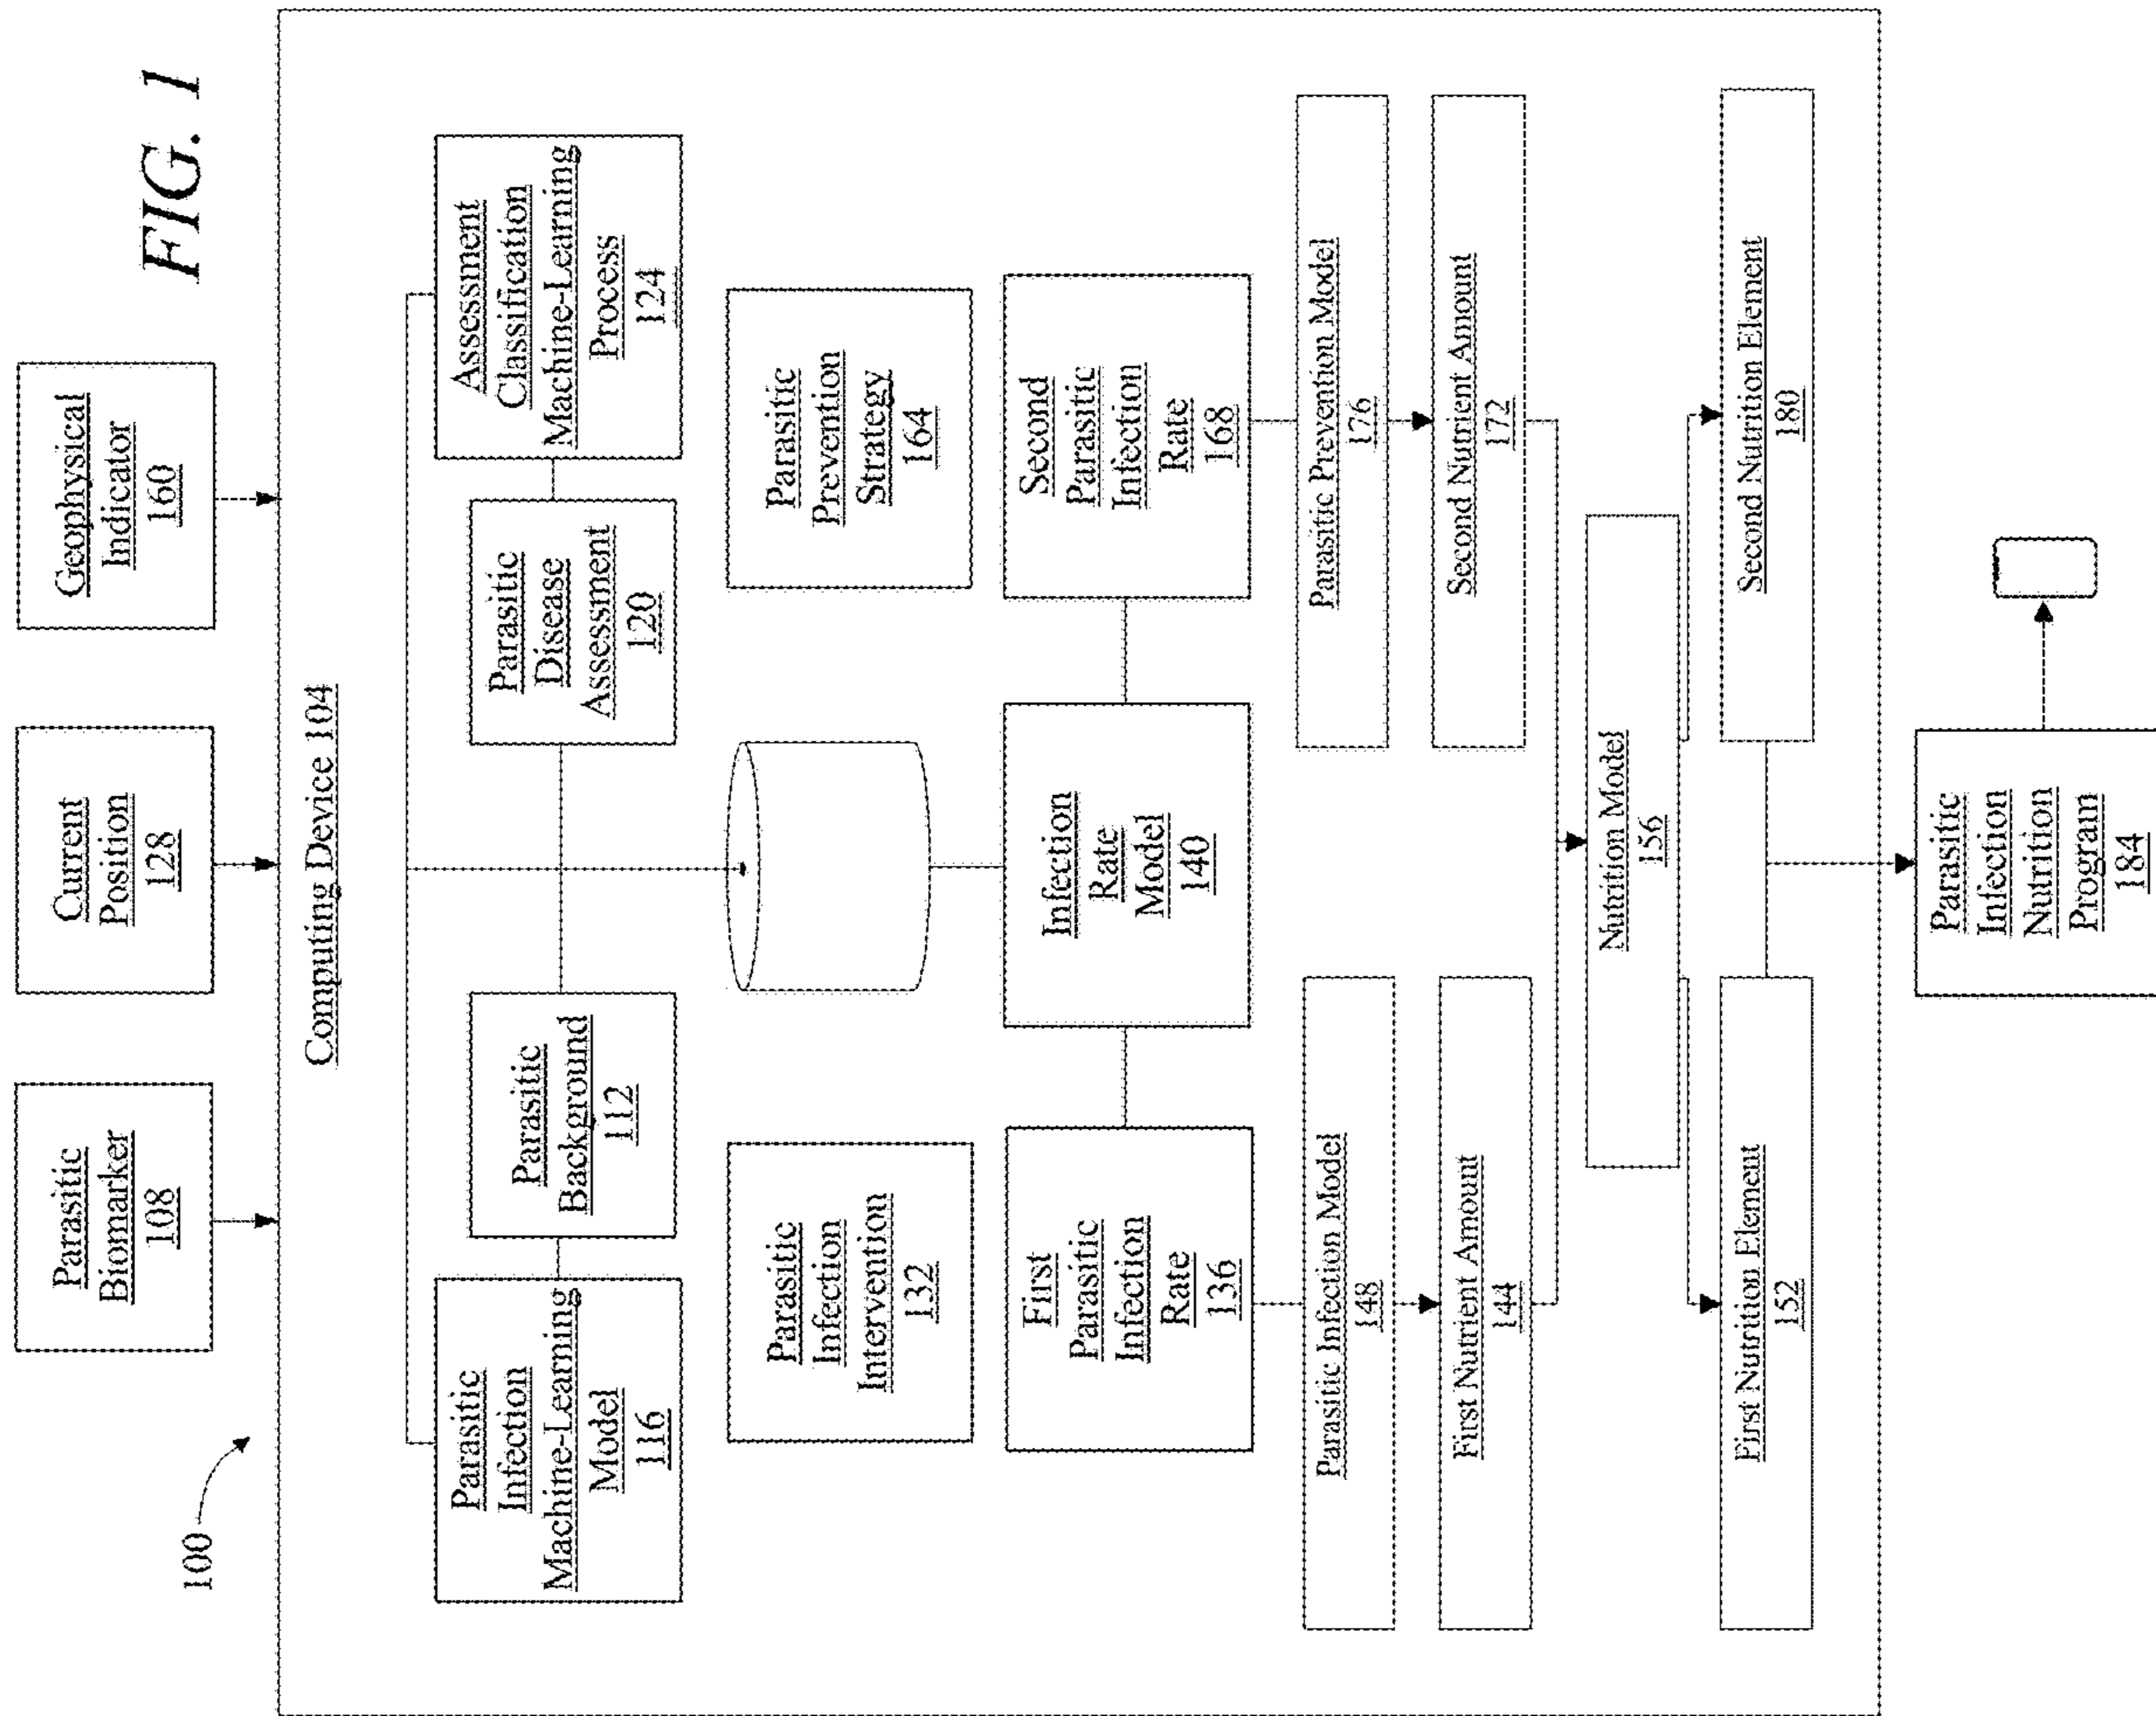 FIG. 1
100
Parasitic
Biomarker
108
Current
Position
128
Geophysical
Indicator
160
Computing Device 104
Parasitic
Infection
Machine-Learning
Model
116
Parasitic
Background
112
Parasitic
Disease
Assessment
120
Assessment
Classification
Machine-Learning
Process
124
Parasitic
Infection
Intervention
132
Parasitic
Prevention
Strategy
164
First
Parasitic
Infection
Rate
136
Infection
Rate
Model
140
Second
Parasitic
Infection
Rate
168
Parasitic Infection Model
148
Parasitic Prevention Model
176
First Nutrient Amount
144
Second Nutrient Amount
172
Nutrition Model
156
First Nutrition Element
152
Second Nutrition Element
180
Parasitic
Infection
Nutrition
Program
184